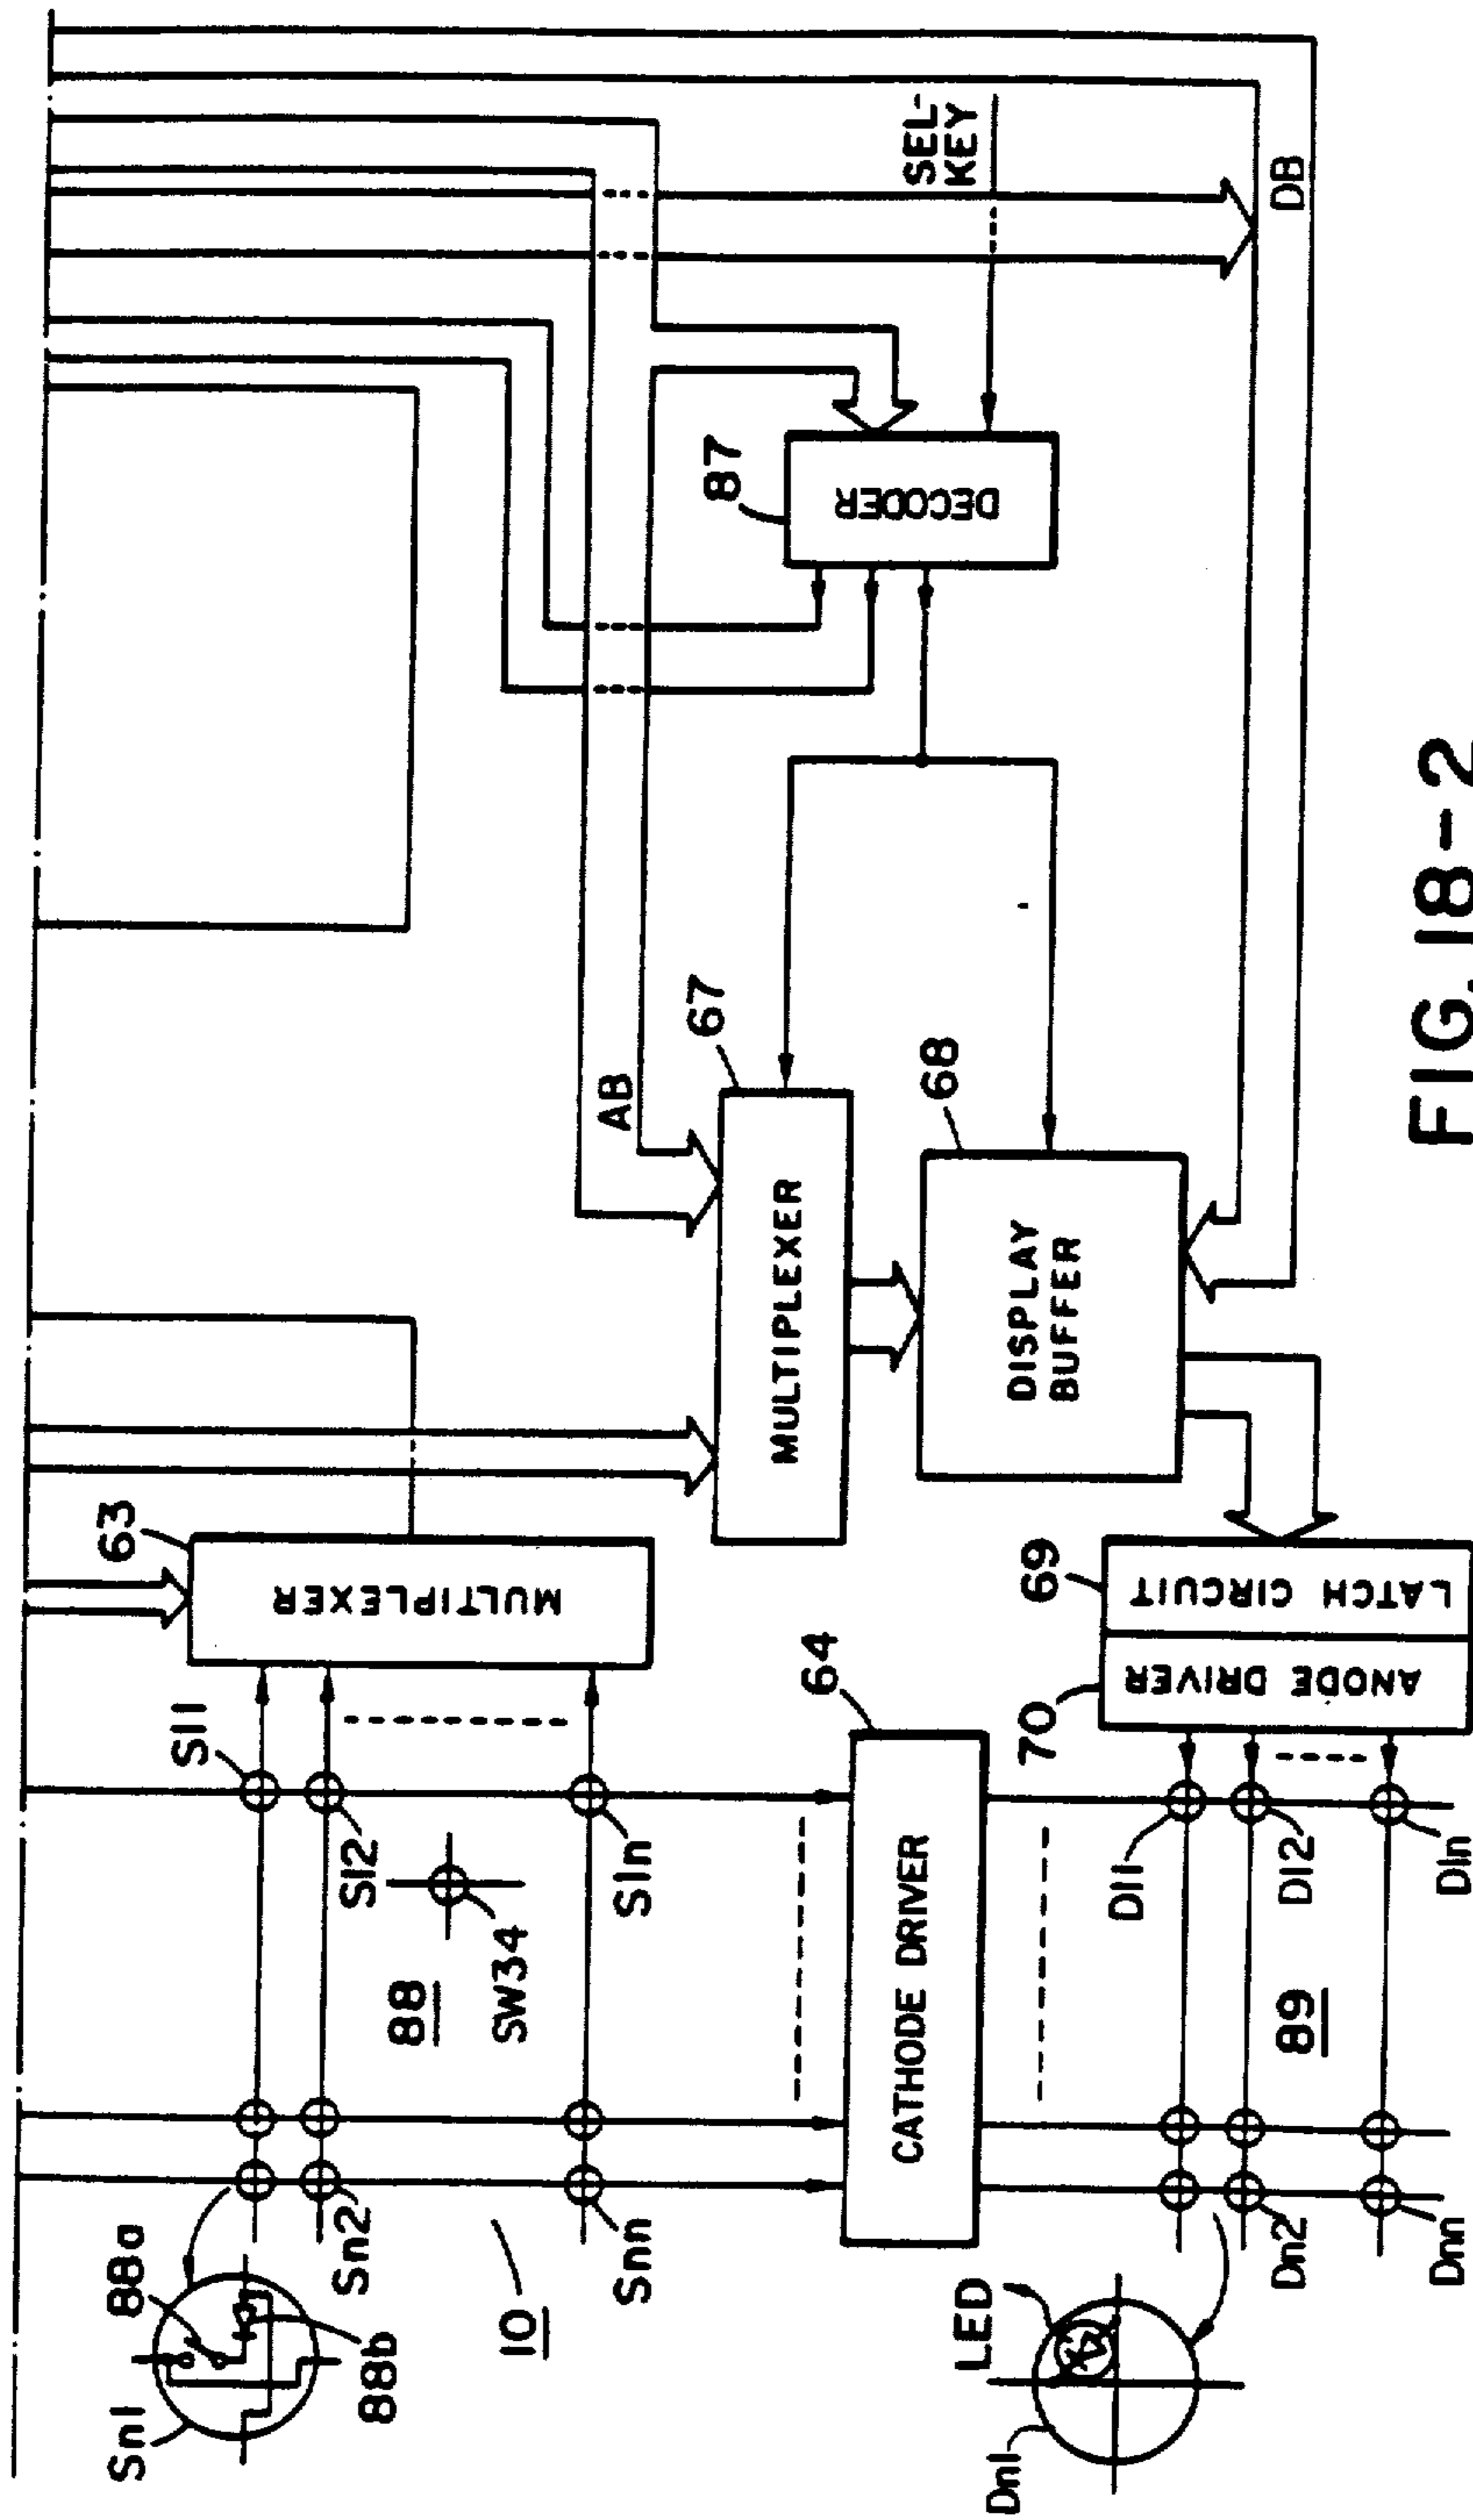 Sn1
88a
63
S11
MULTIPLEXER
Sn2
S12
88b
88
10
SW34
Snn
S1n
AB
67
87
MULTIPLEXER
64
CATHODE DRIVER
DECODER
SEL-
KEY
68
LED
Dn1
DISPLAY
BUFFER
70
69
D11
Dn2
89
D12
DB
ANODE DRIVER
LATCH CIRCUIT
Dnn
D1n
FIG. 18-2